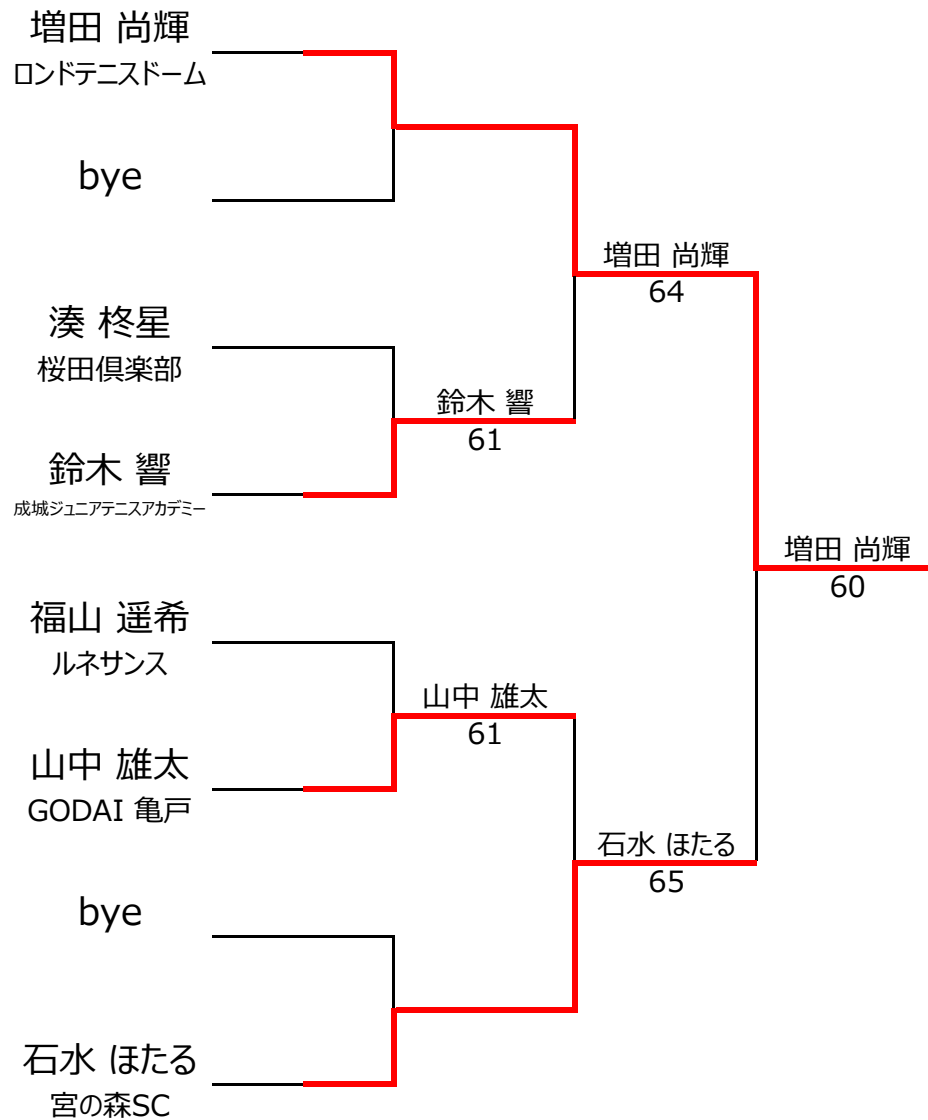 増田 尚輝
ロンドテニスドーム
bye
湊 柊星
桜田倶楽部
鈴木 響
成城ジュニアテニスアカデミー
福山 遥希
ルネサンス
山中 雄太
GODAI 亀戸
bye
石水 ほたる
宮の森SC
鈴木 響
61
山中 雄太
61
増田 尚輝
64
石水 ほたる
65
増田 尚輝
60